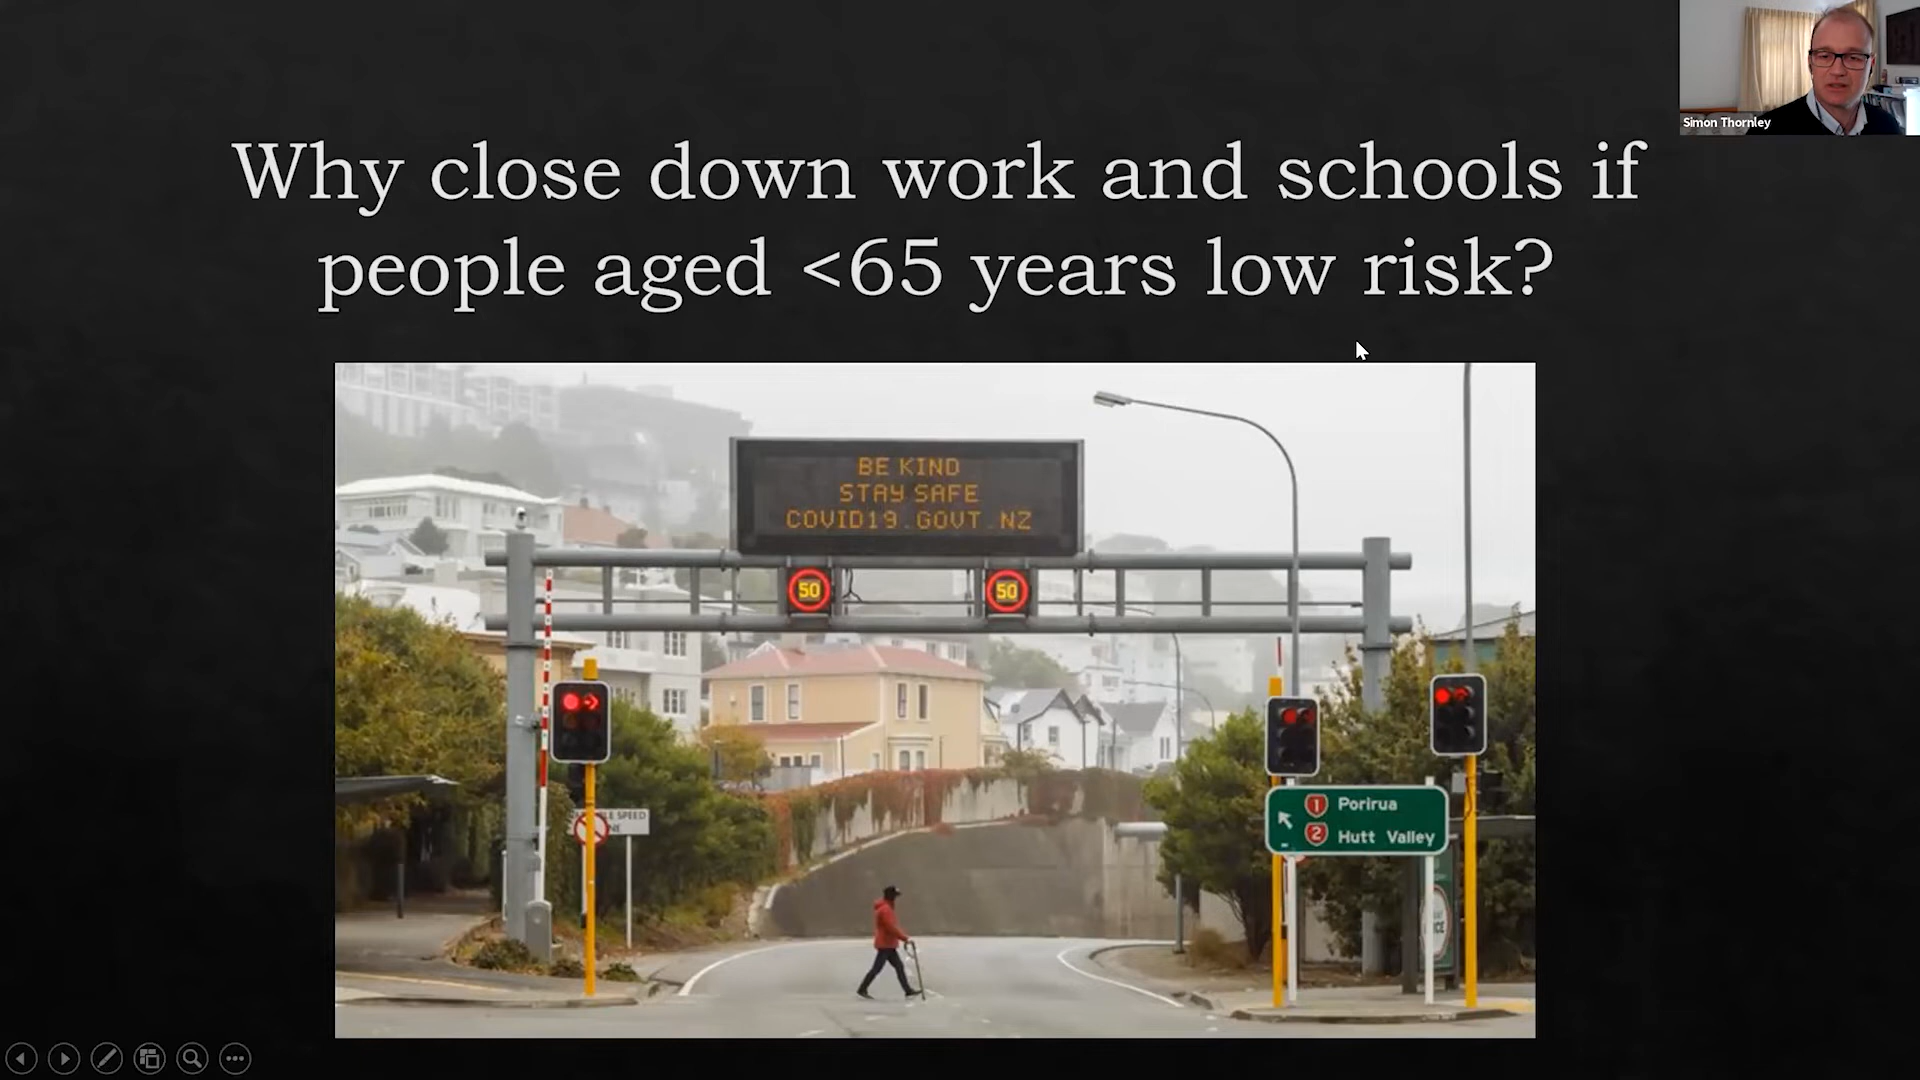 Simon Thornley
Why close down work and schools if
people aged <65 years low risk?
BE KIND
STAY SAFE
COVID19.GOVT.NZ
50
50
SPEED
1 Porirua
2 Hutt Valley